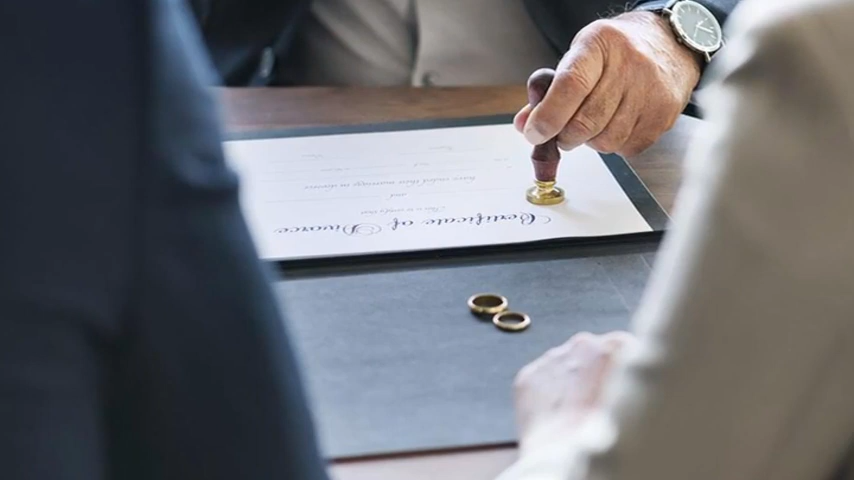 Certificate of Divorce
This is to certify that
and
have ended their marriage in divorce